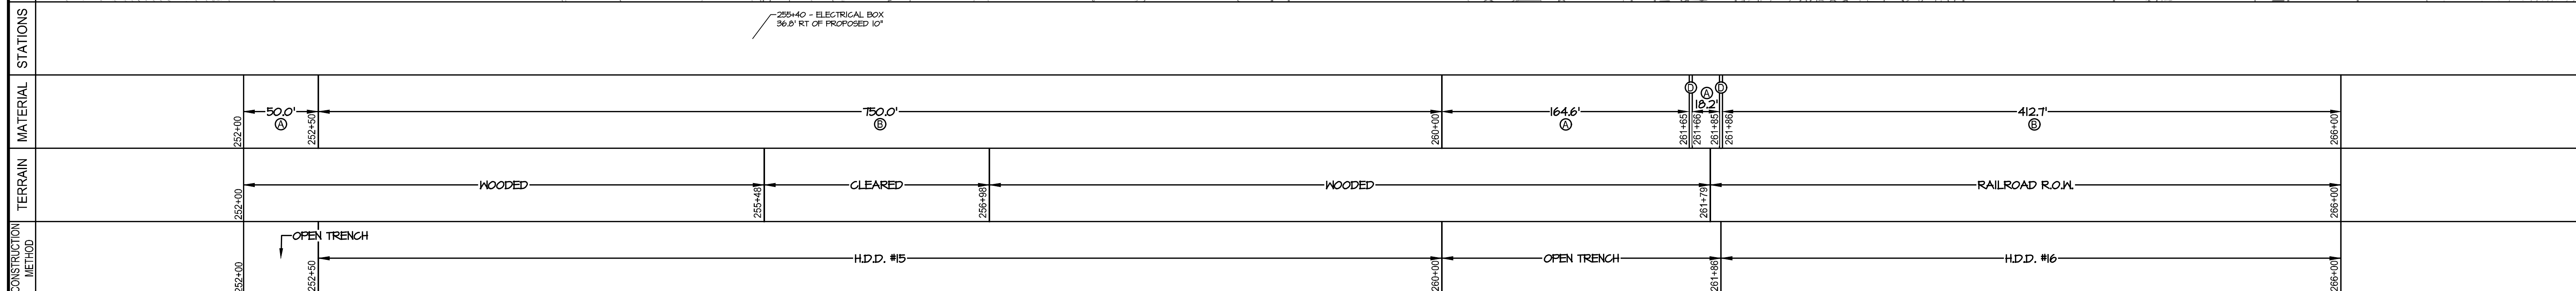 STATIONS
255+40 - ELECTRICAL BOX
36.8' RT OF PROPOSED 10"
MATERIAL
252+00
50.0'
A
252+50
750.0'
B
260+00
164.6'
A
261+65
D
261+66
A
18.2'
261+85
D
261+86
412.7'
B
266+00
TERRAIN
252+00
WOODED
255+48
CLEARED
256+98
WOODED
261+79
RAILROAD R.O.W.
266+00
CONSTRUCTION
METHOD
252+00
OPEN TRENCH
252+50
H.D.D. #15
260+00
OPEN TRENCH
261+86
H.D.D. #16
266+00